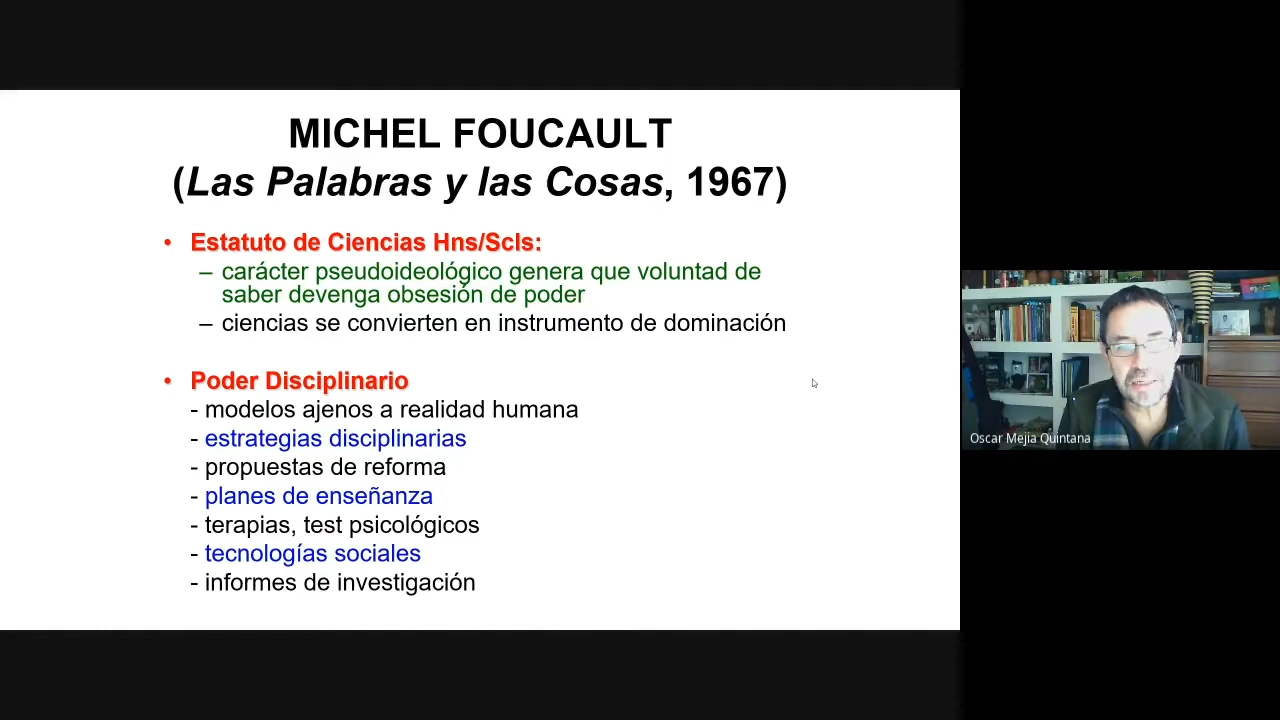 MICHEL FOUCAULT
(Las Palabras y las Cosas, 1967)
• Estatuto de Ciencias Hns/Scls:
– carácter pseudoideológico genera que voluntad de
saber devenga obsesión de poder
– ciencias se convierten en instrumento de dominación
• Poder Disciplinario
- modelos ajenos a realidad humana
- estrategias disciplinarias
- propuestas de reforma
- planes de enseñanza
- terapias, test psicológicos
- tecnologías sociales
- informes de investigación
Oscar Mejia Quintana